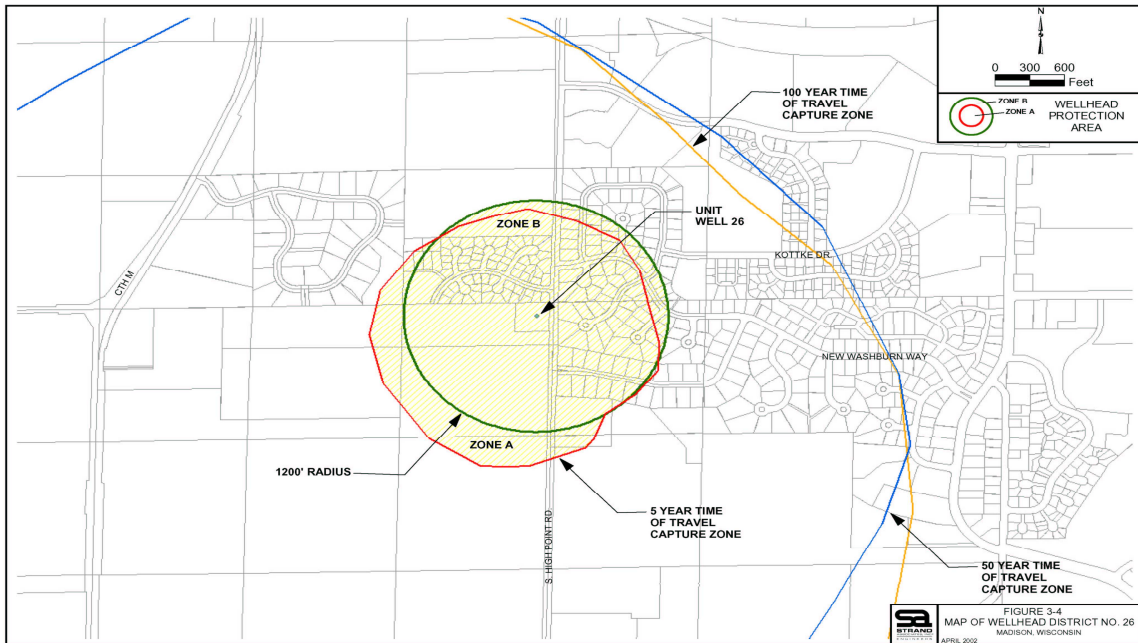 N
0 300 600
Feet
ZONE B
ZONE A
WELLHEAD
PROTECTION
AREA
100 YEAR TIME
OF TRAVEL
CAPTURE ZONE
UNIT
WELL 26
ZONE B
KOTTKE DR.
CTH M
NEW WASHBURN WAY
ZONE A
1200' RADIUS
5 YEAR TIME
OF TRAVEL
CAPTURE ZONE
S. HIGH POINT RD
50 YEAR TIME
OF TRAVEL
CAPTURE ZONE
sa
STRAND
ENGINEERS
FIGURE 3-4
MAP OF WELLHEAD DISTRICT NO. 26
MADISON, WISCONSIN
APRIL 2002